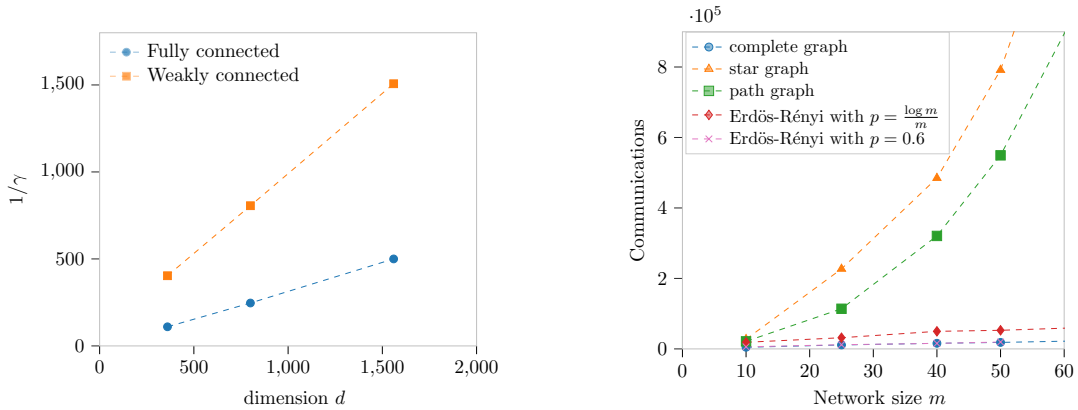 Fully connected
Weakly connected
1,500
1,000
500
0
1/γ
0 500 1,000 1,500 2,000
dimension d
·10⁵
complete graph
star graph
path graph
Erdös-Rényi with p = log m / m
Erdös-Rényi with p = 0.6
8
6
4
2
0
Communications
0 10 20 30 40 50 60
Network size m